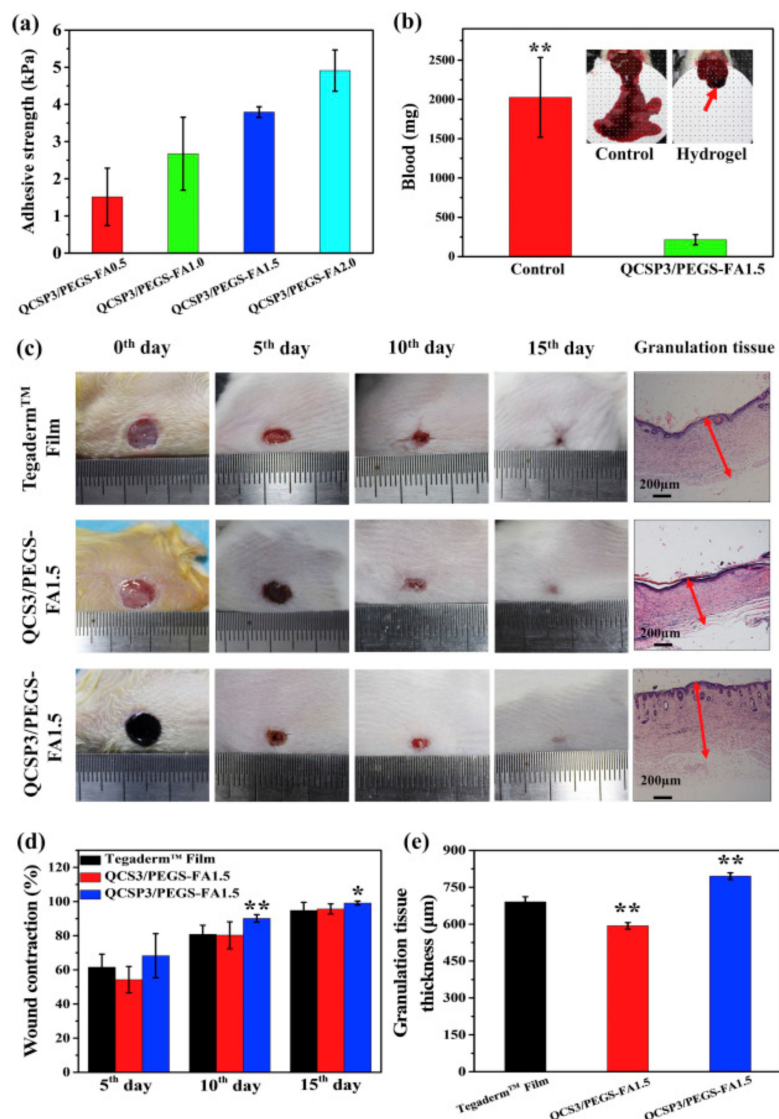 (a)
Adhesive strength (kPa)
6
5
4
3
2
1
0
QCSP3/PEGS-FA0.5
QCSP3/PEGS-FA1.0
QCSP3/PEGS-FA1.5
QCSP3/PEGS-FA2.0
(b)
Blood (mg)
2500
2000
1500
1000
500
250
0
**
Control
Hydrogel
Control
QCSP3/PEGS-FA1.5
(c)
0th day
5th day
10th day
15th day
Granulation tissue
Tegaderm™
Film
200µm
QCS3/PEGS-
FA1.5
200µm
QCSP3/PEGS-
FA1.5
200µm
(d)
Wound contraction (%)
120
100
80
60
40
20
0
Tegaderm™ Film
QCS3/PEGS-FA1.5
QCSP3/PEGS-FA1.5
**
*
5th day
10th day
15th day
(e)
Granulation tissue
thickness (µm)
900
750
600
450
300
150
0
**
**
Tegaderm™ Film
QCS3/PEGS-FA1.5
QCSP3/PEGS-FA1.5